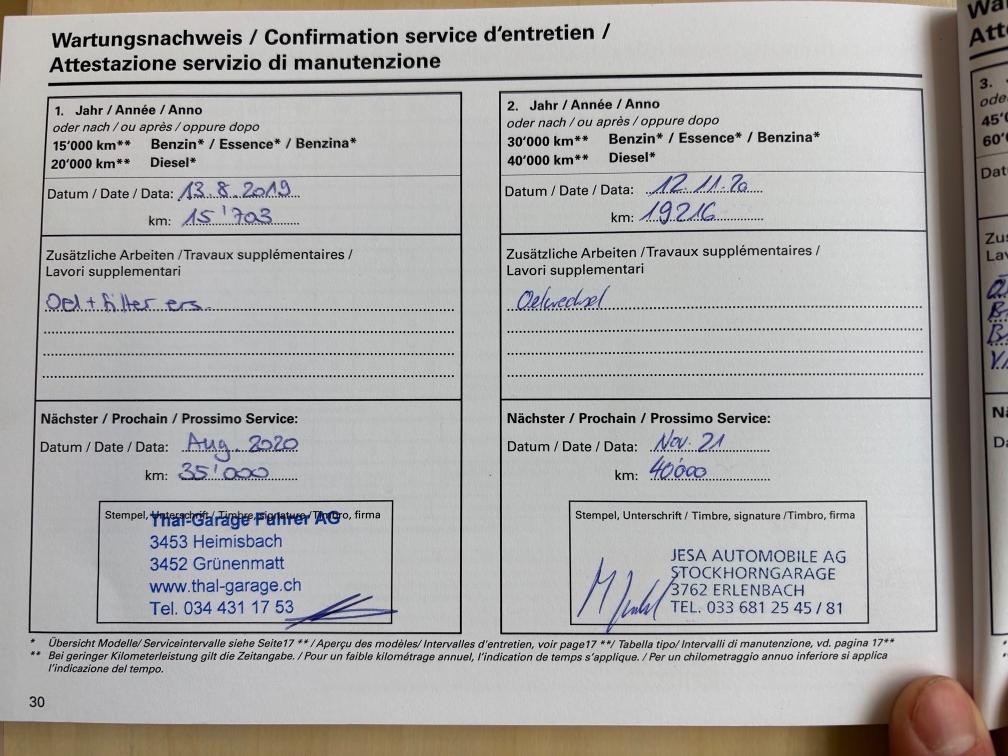 Wartungsnachweis / Confirmation service d'entretien /
Attestazione servizio di manutenzione
1. Jahr / Année / Anno
oder nach / ou après / oppure dopo
15'000 km** Benzin* / Essence* / Benzina*
20'000 km** Diesel*
Datum / Date / Data: 13.8.2019
km: 15'703
Zusätzliche Arbeiten / Travaux supplémentaires /
Lavori supplementari
Oel + filter ers.
Nächster / Prochain / Prossimo Service:
Datum / Date / Data: Aug. 2020
km: 35'000
Stempel, Unterschrift / Timbre, signature / Timbro, firma
Thal-Garage Fuhrer AG
3453 Heimisbach
3452 Grünenmatt
www.thal-garage.ch
Tel. 034 431 17 53
2. Jahr / Année / Anno
oder nach / ou après / oppure dopo
30'000 km** Benzin* / Essence* / Benzina*
40'000 km** Diesel*
Datum / Date / Data: 12.11.20
km: 19216
Zusätzliche Arbeiten / Travaux supplémentaires /
Lavori supplementari
Oelwechsel
Nächster / Prochain / Prossimo Service:
Datum / Date / Data: Nov. 21
km: 40'000
Stempel, Unterschrift / Timbre, signature / Timbro, firma
JESA AUTOMOBILE AG
STOCKHORNGARAGE
3762 ERLENBACH
TEL. 033 681 25 45 / 81
* Übersicht Modelle/ Serviceintervalle siehe Seite17 ** / Aperçu des modèles/ Intervalles d'entretien, voir page17 **/ Tabella tipo/ Intervalli di manutenzione, vd. pagina 17**
** Bei geringer Kilometerleistung gilt die Zeitangabe. / Pour un faible kilométrage annuel, l'indication de temps s'applique. / Per un chilometraggio annuo inferiore si applica
l'indicazione del tempo.
30
3.